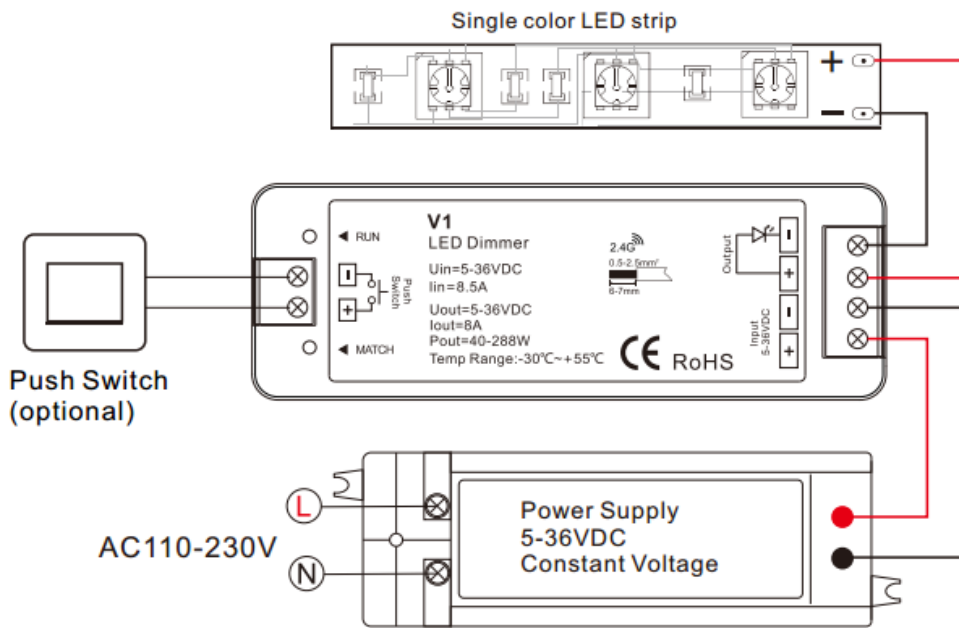 Single color LED strip
+
−
V1
LED Dimmer
Uin=5-36VDC
Iin=8.5A
Uout=5-36VDC
Iout=8A
Pout=40-288W
Temp Range:-30℃~+55℃
◄ RUN
−
+
Push
Switch
◄ MATCH
2.4G
0.5-2.5mm²
6-7mm
CE RoHS
Output
−
+
Input
5-36VDC
−
+
Push Switch
(optional)
L
AC110-230V
N
Power Supply
5-36VDC
Constant Voltage